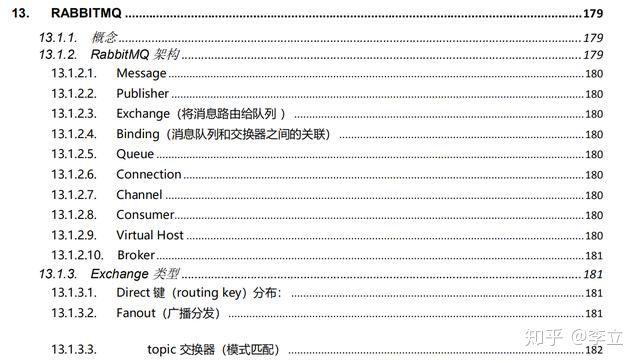 13. RABBITMQ ........ 179
13.1.1. 概念 ........ 179
13.1.2. RabbitMQ 架构 ........ 179
13.1.2.1. Message ........ 180
13.1.2.2. Publisher ........ 180
13.1.2.3. Exchange（将消息路由给队列 ） ........ 180
13.1.2.4. Binding（消息队列和交换器之间的关联） ........ 180
13.1.2.5. Queue ........ 180
13.1.2.6. Connection ........ 180
13.1.2.7. Channel ........ 180
13.1.2.8. Consumer ........ 180
13.1.2.9. Virtual Host ........ 180
13.1.2.10. Broker ........ 181
13.1.3. Exchange 类型 ........ 181
13.1.3.1. Direct 键（routing key）分布： ........ 181
13.1.3.2. Fanout（广播分发） ........ 181
13.1.3.3. topic 交换器（模式匹配） ........ 182
知乎 @李立